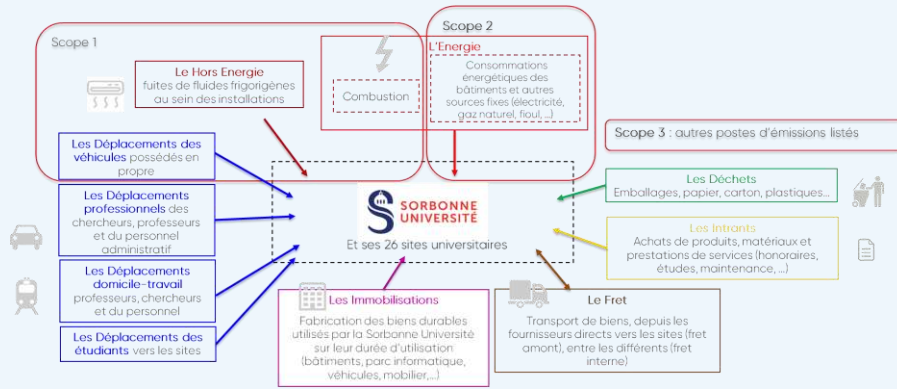 Scope 1
Scope 2
L'Energie
Le Hors Energie
fuites de fluides frigorigènes
au sein des installations
Combustion
Consommations
énergétiques des
bâtiments et autres
sources fixes (électricité,
gaz naturel, fioul, ...)
Scope 3 : autres postes d'émissions listés
Les Déplacements des
véhicules possédés en
propre
Les Déplacements
professionnels des
chercheurs, professeurs
et du personnel
administratif
Les Déplacements
domicile-travail
professeurs, chercheurs
et du personnel
Les Déplacements des
étudiants vers les sites
SORBONNE
UNIVERSITÉ
Et ses 26 sites universitaires
Les Déchets
Emballages, papier, carton, plastiques...
Les Intrants
Achats de produits, matériaux et
prestations de services (honoraires,
études, maintenance, ...)
Les Immobilisations
Fabrication des biens durables
utilisés par la Sorbonne Université
sur leur durée d'utilisation
(bâtiments, parc informatique,
véhicules, mobilier,...)
Le Fret
Transport de biens, depuis les
fournisseurs directs vers les sites (fret
amont), entre les différents (fret
interne)